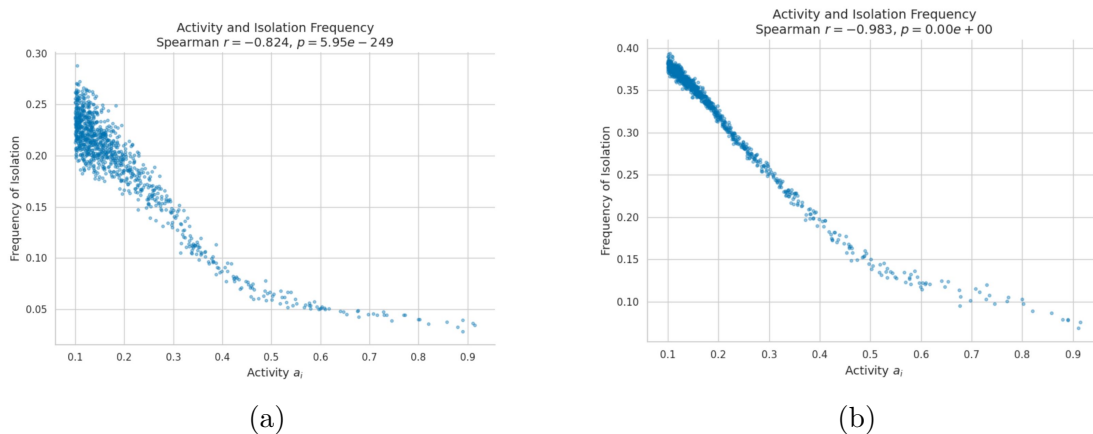 Activity and Isolation Frequency
Spearman r = −0.824, p = 5.95e − 249
Frequency of Isolation
0.30
0.25
0.20
0.15
0.10
0.05
0.1 0.2 0.3 0.4 0.5 0.6 0.7 0.8 0.9
Activity aᵢ
(a)
Activity and Isolation Frequency
Spearman r = −0.983, p = 0.00e + 00
Frequency of Isolation
0.40
0.35
0.30
0.25
0.20
0.15
0.10
0.1 0.2 0.3 0.4 0.5 0.6 0.7 0.8 0.9
Activity aᵢ
(b)